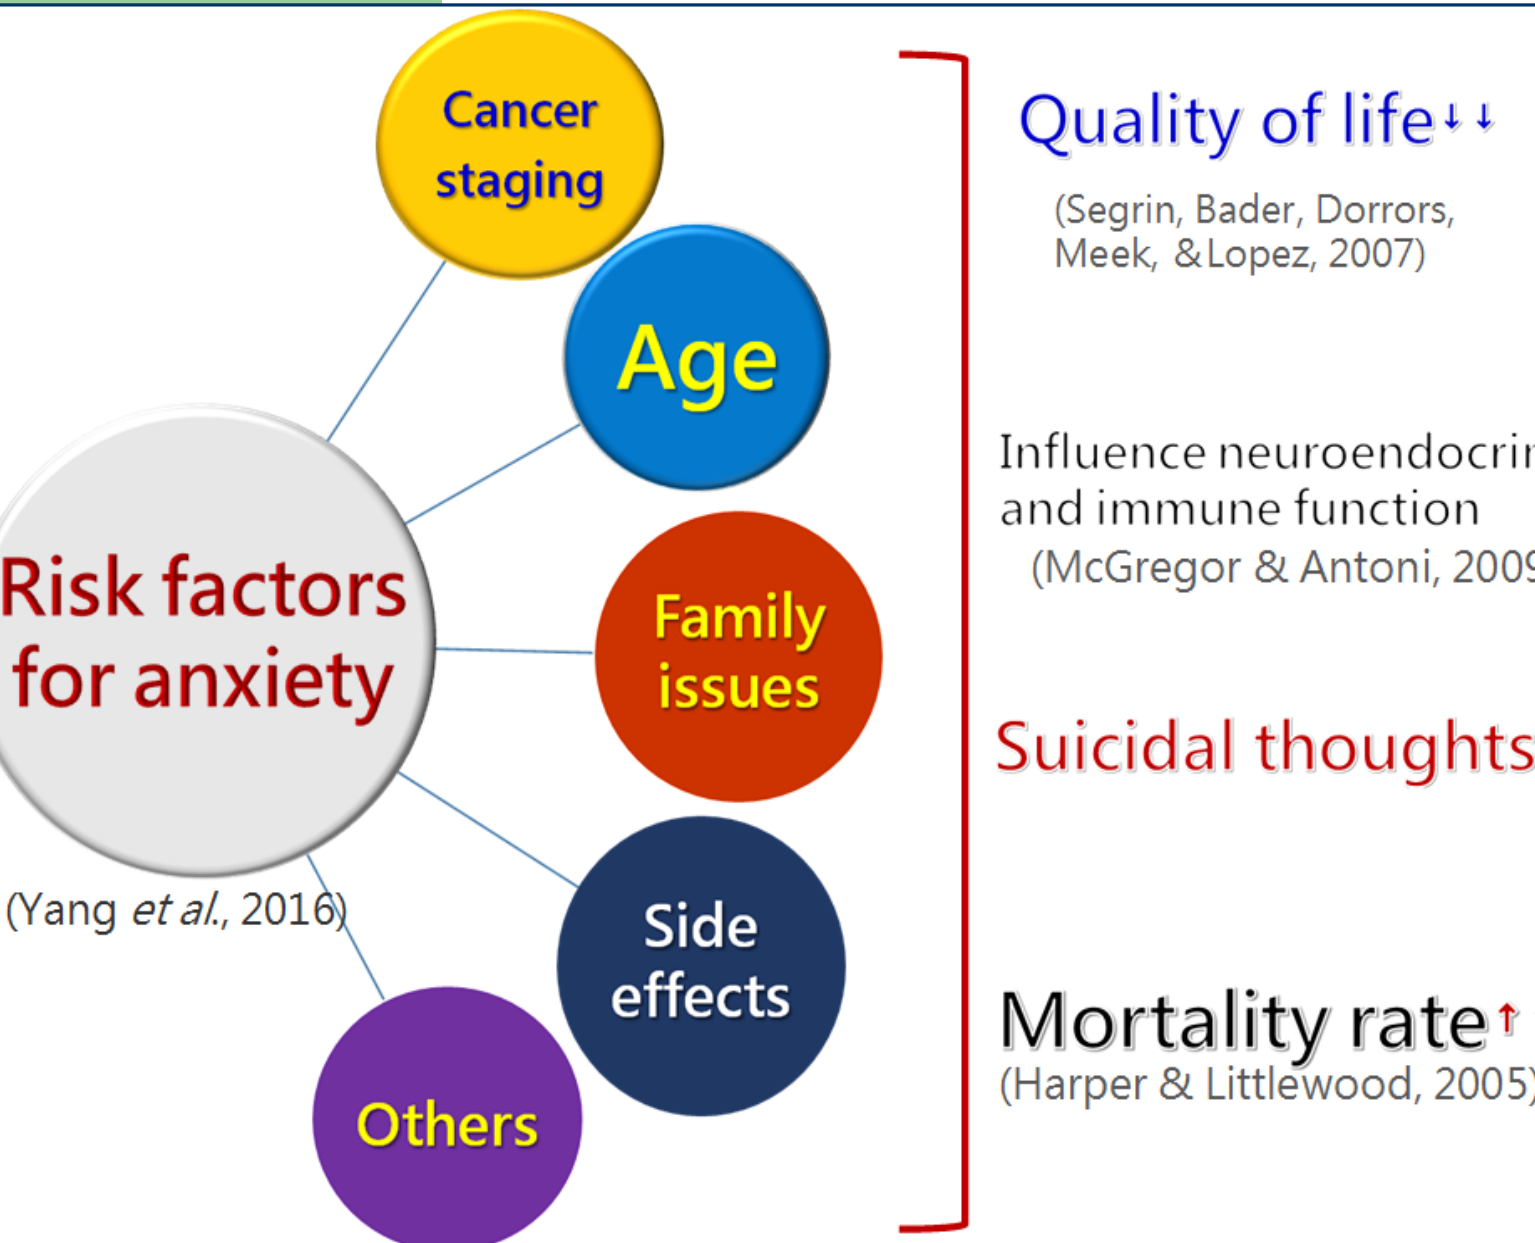 Cancer
staging
Age
Family
issues
Side
effects
Others
Risk factors
for anxiety
(Yang et al., 2016)
Quality of life↓↓
(Segrin, Bader, Dorrors,
Meek, &Lopez, 2007)
Influence neuroendocrin
and immune function
(McGregor & Antoni, 2009
Suicidal thoughts
Mortality rate↑
(Harper & Littlewood, 2005)